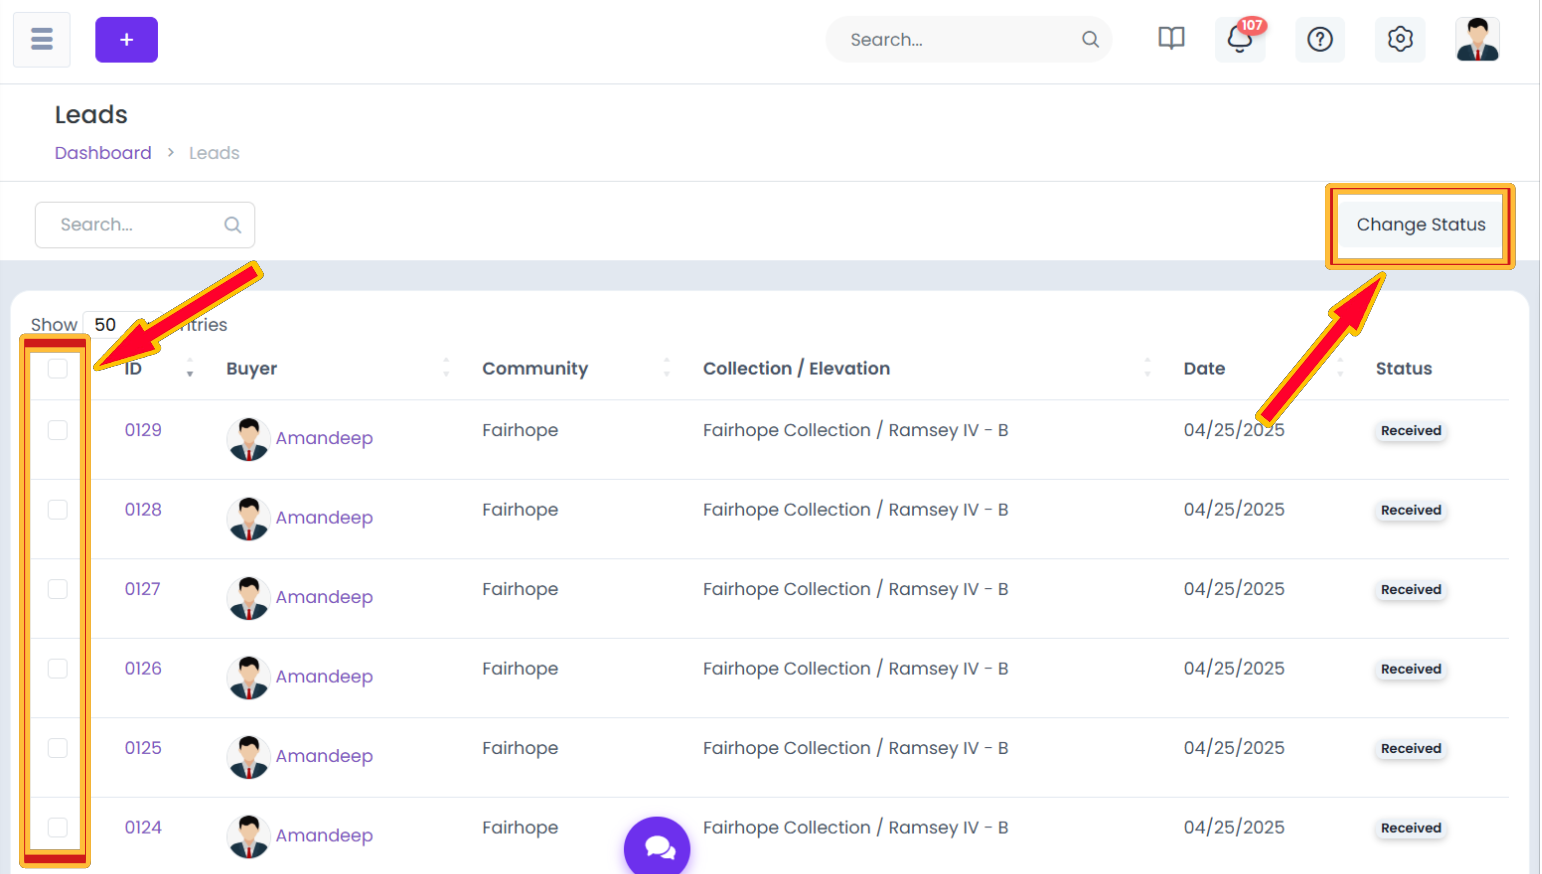 +
Search...
107
Leads
Dashboard > Leads
Search...
Change Status
Show 50 ntries
ID Buyer Community Collection / Elevation Date Status
0129 Amandeep Fairhope Fairhope Collection / Ramsey IV - B 04/25/2025 Received
0128 Amandeep Fairhope Fairhope Collection / Ramsey IV - B 04/25/2025 Received
0127 Amandeep Fairhope Fairhope Collection / Ramsey IV - B 04/25/2025 Received
0126 Amandeep Fairhope Fairhope Collection / Ramsey IV - B 04/25/2025 Received
0125 Amandeep Fairhope Fairhope Collection / Ramsey IV - B 04/25/2025 Received
0124 Amandeep Fairhope Fairhope Collection / Ramsey IV - B 04/25/2025 Received